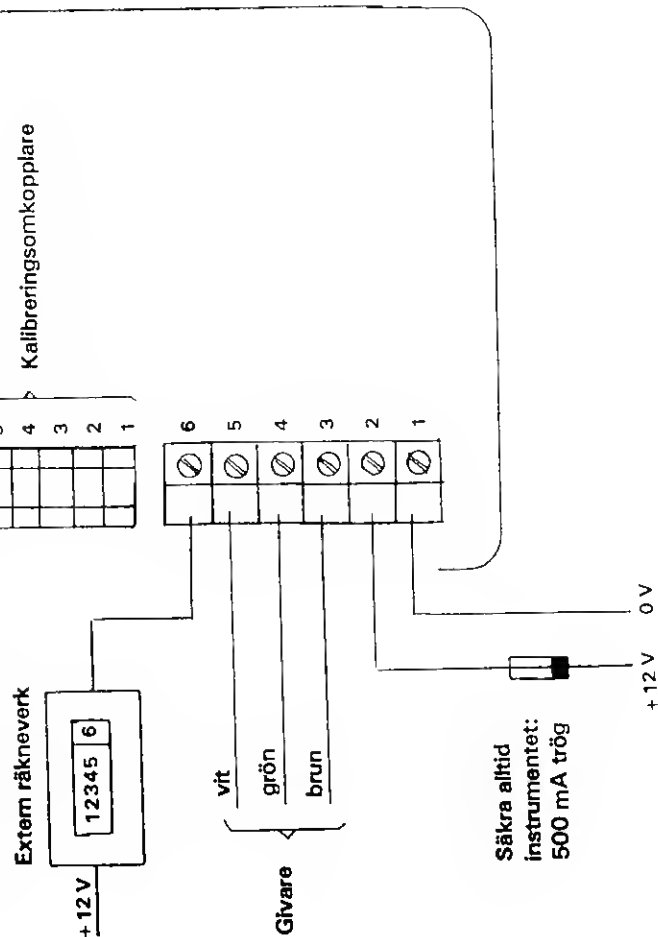 3
4
3
2
1
Kalibreringsomkopplare
Extern räkneverk
12345 6
+ 12 V
6
5
4
3
2
1
vit
grön
brun
Givare
Säkra alltid
instrumentet:
500 mA trög
+ 12 V
0 V